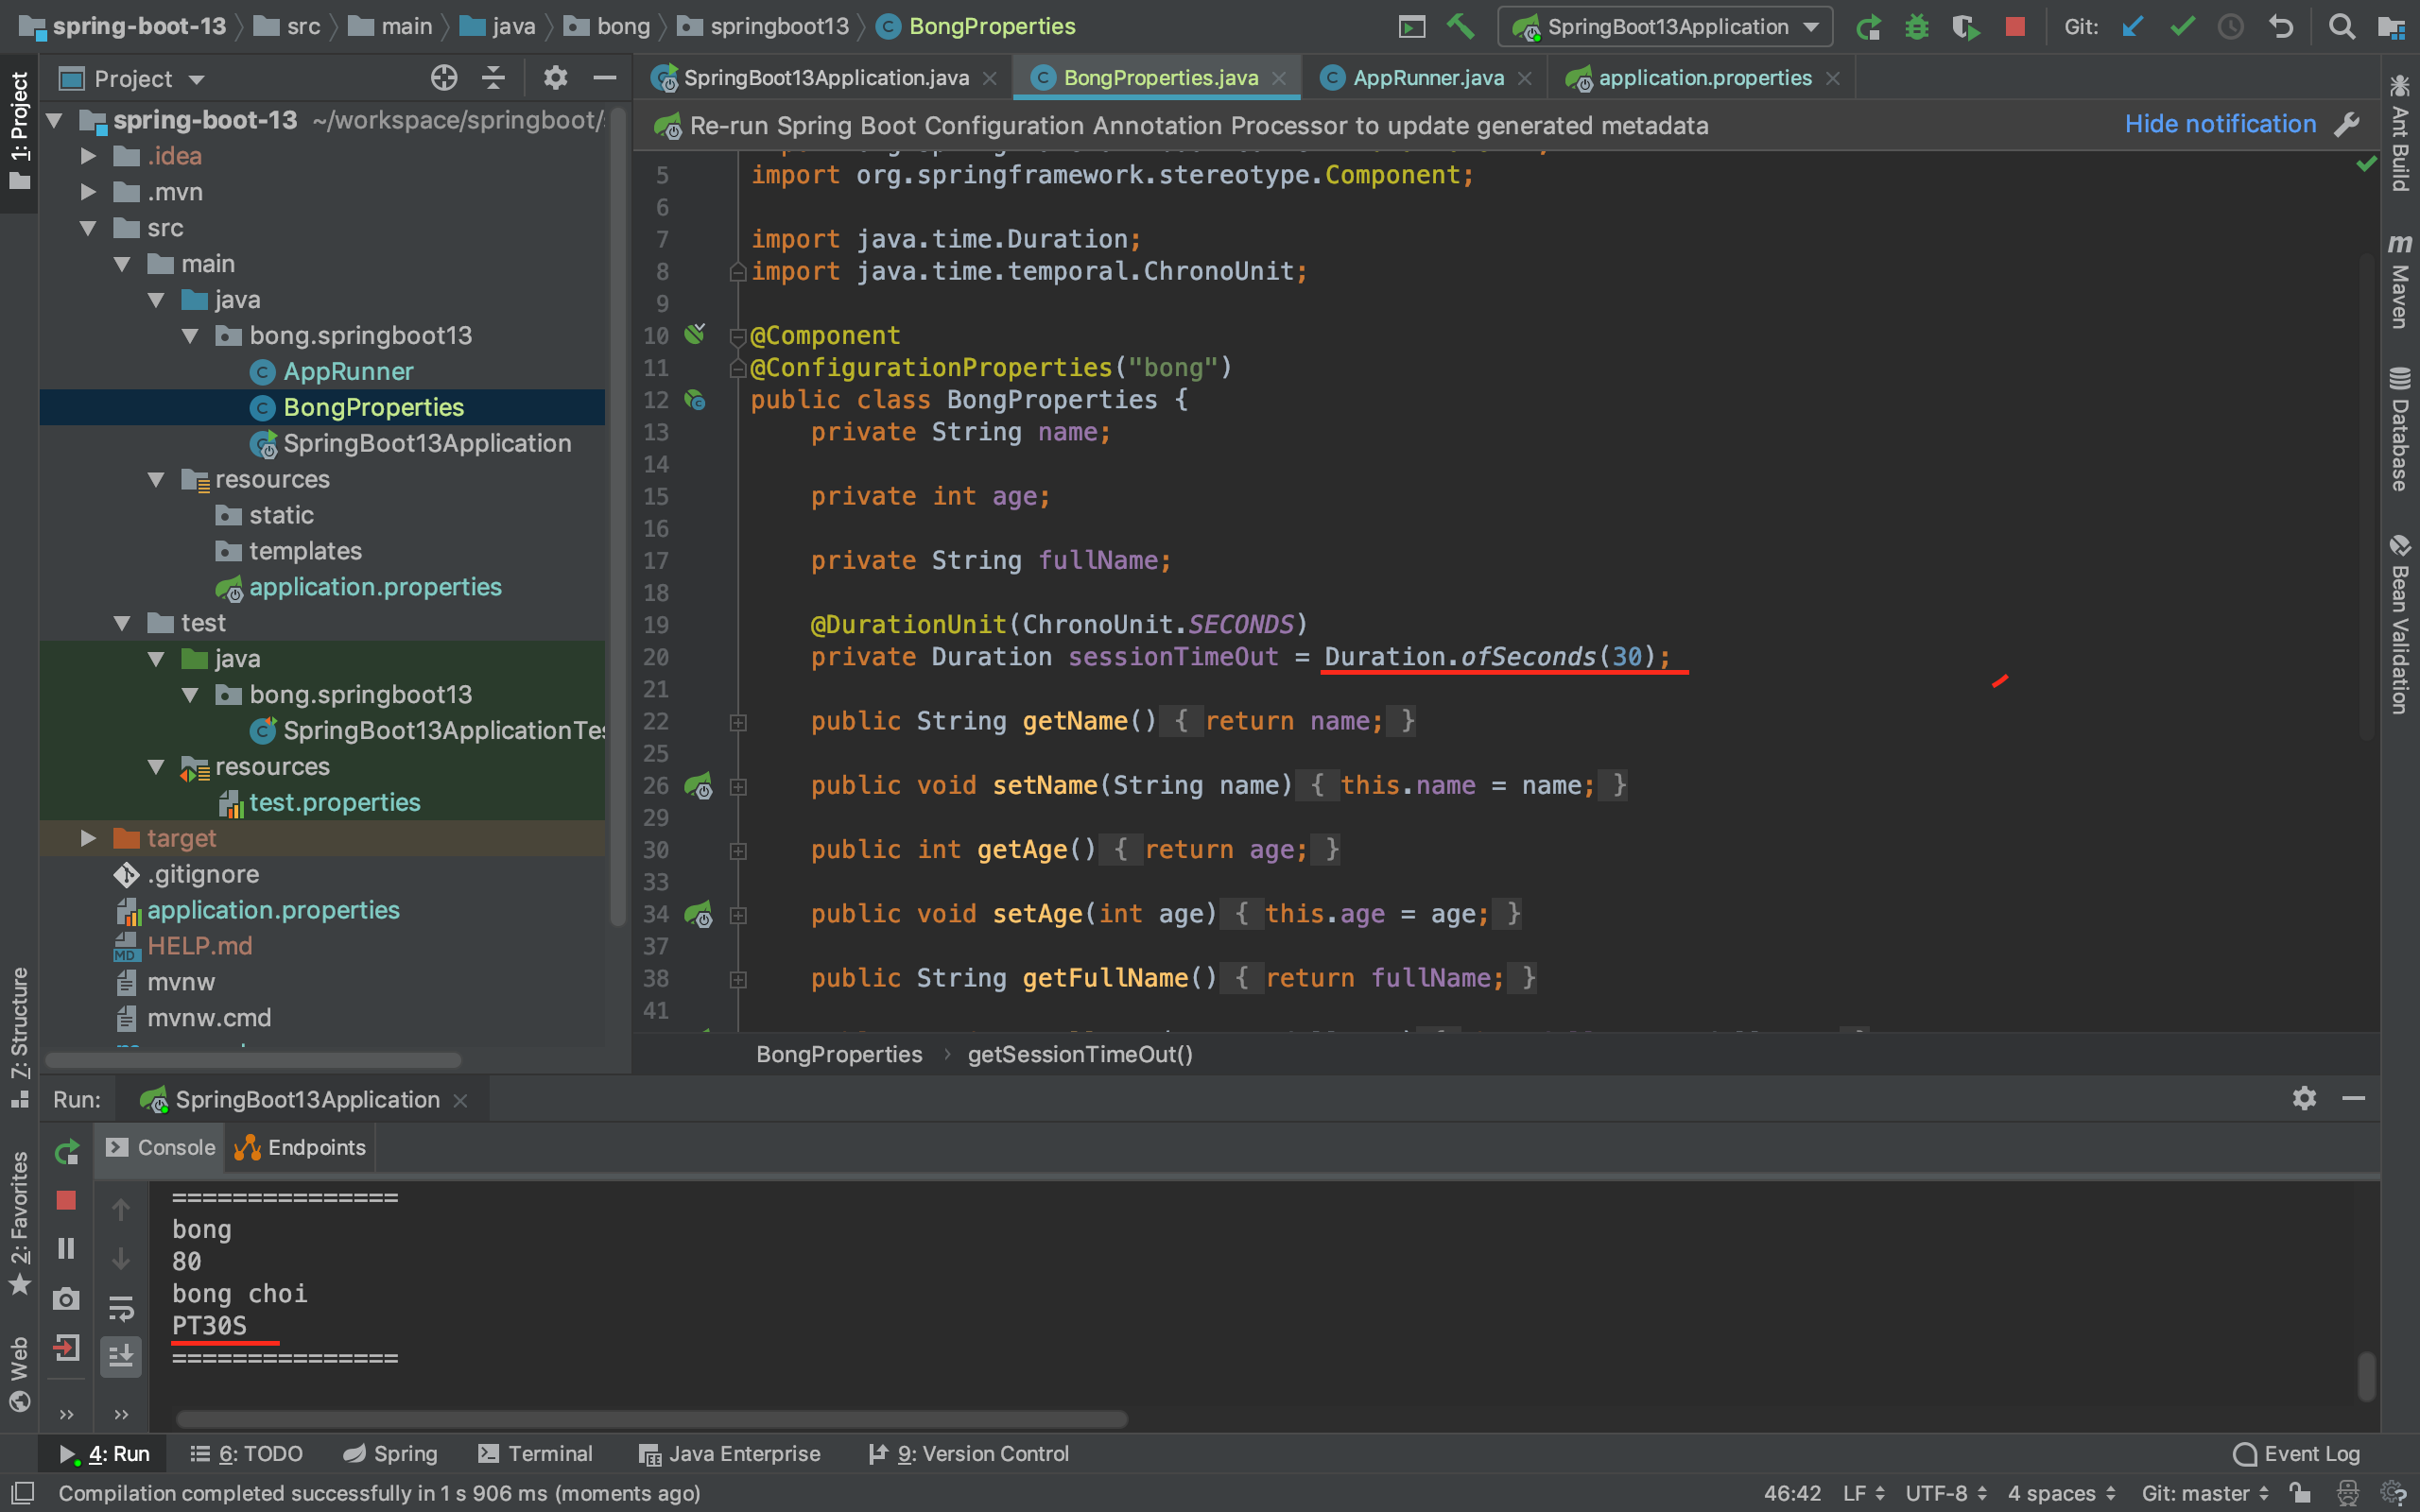 spring-boot-13 src main java bong springboot13 BongProperties SpringBoot13Application Git:
1: Project
Project
SpringBoot13Application.java BongProperties.java AppRunner.java application.properties
Re-run Spring Boot Configuration Annotation Processor to update generated metadata Hide notification
spring-boot-13 ~/workspace/springboot/
.idea
.mvn
src
main
java
bong.springboot13
AppRunner
BongProperties
SpringBoot13Application
resources
static
templates
application.properties
test
java
bong.springboot13
SpringBoot13ApplicationTes
resources
test.properties
target
.gitignore
application.properties
HELP.md
mvnw
mvnw.cmd
5 import org.springframework.stereotype.Component;
6
7 import java.time.Duration;
8 import java.time.temporal.ChronoUnit;
9
10 @Component
11 @ConfigurationProperties("bong")
12 public class BongProperties {
13 private String name;
14
15 private int age;
16
17 private String fullName;
18
19 @DurationUnit(ChronoUnit.SECONDS)
20 private Duration sessionTimeOut = Duration.ofSeconds(30);
21
22 public String getName() { return name; }
25
26 public void setName(String name) { this.name = name; }
29
30 public int getAge() { return age; }
33
34 public void setAge(int age) { this.age = age; }
37
38 public String getFullName() { return fullName; }
41
BongProperties › getSessionTimeOut()
Ant Build
Maven
Database
Bean Validation
7: Structure
2: Favorites
Web
Run: SpringBoot13Application
Console Endpoints
===============
bong
80
bong choi
PT30S
===============
4: Run 6: TODO Spring Terminal Java Enterprise 9: Version Control Event Log
Compilation completed successfully in 1 s 906 ms (moments ago) 46:42 LF UTF-8 4 spaces Git: master